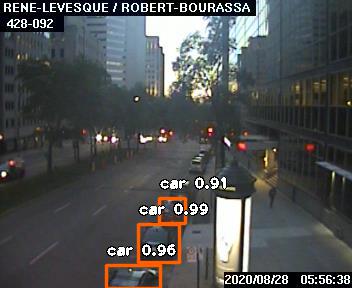 RENE-LEVESQUE / ROBERT-BOURASSA
428-092
car 0.91
car 0.99
car 0.96
2020/08/28 05:56:38